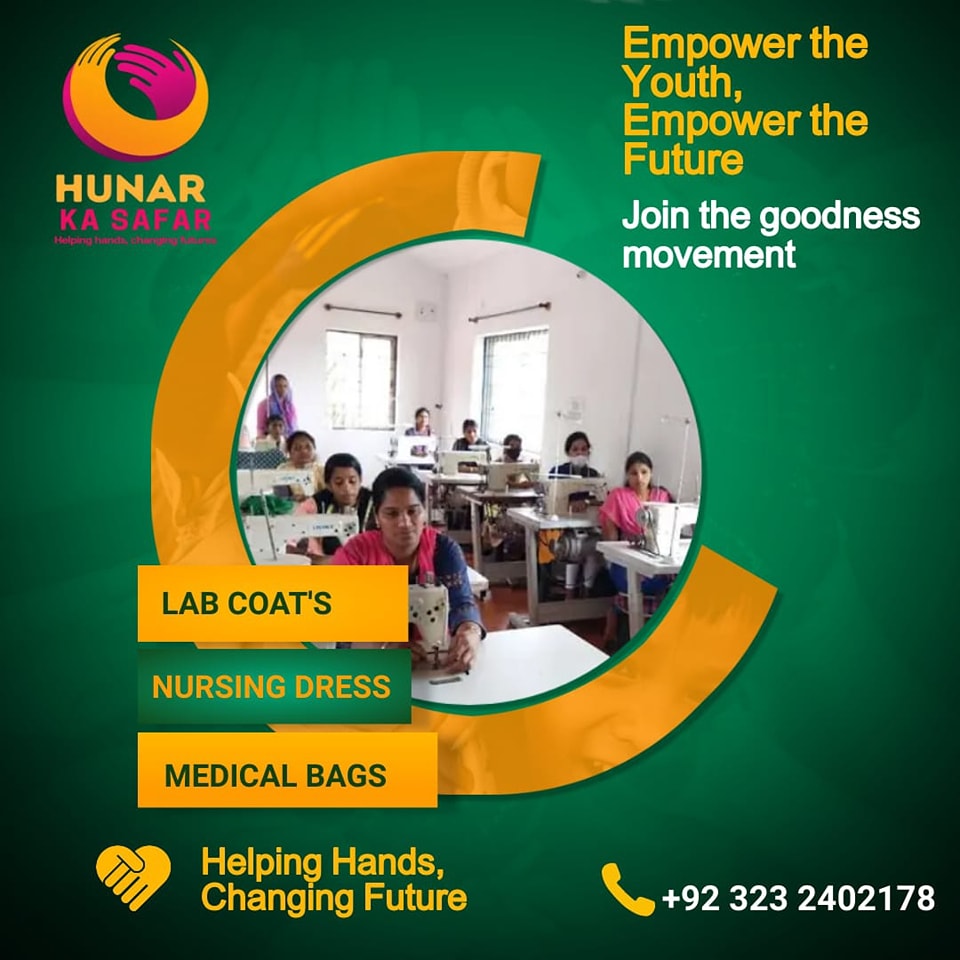 HUNAR
KA SAFAR
Helping hands, changing futures
Empower the
Youth,
Empower the
Future
Join the goodness
movement
LAB COAT'S
NURSING DRESS
MEDICAL BAGS
Helping Hands,
Changing Future
+92 323 2402178